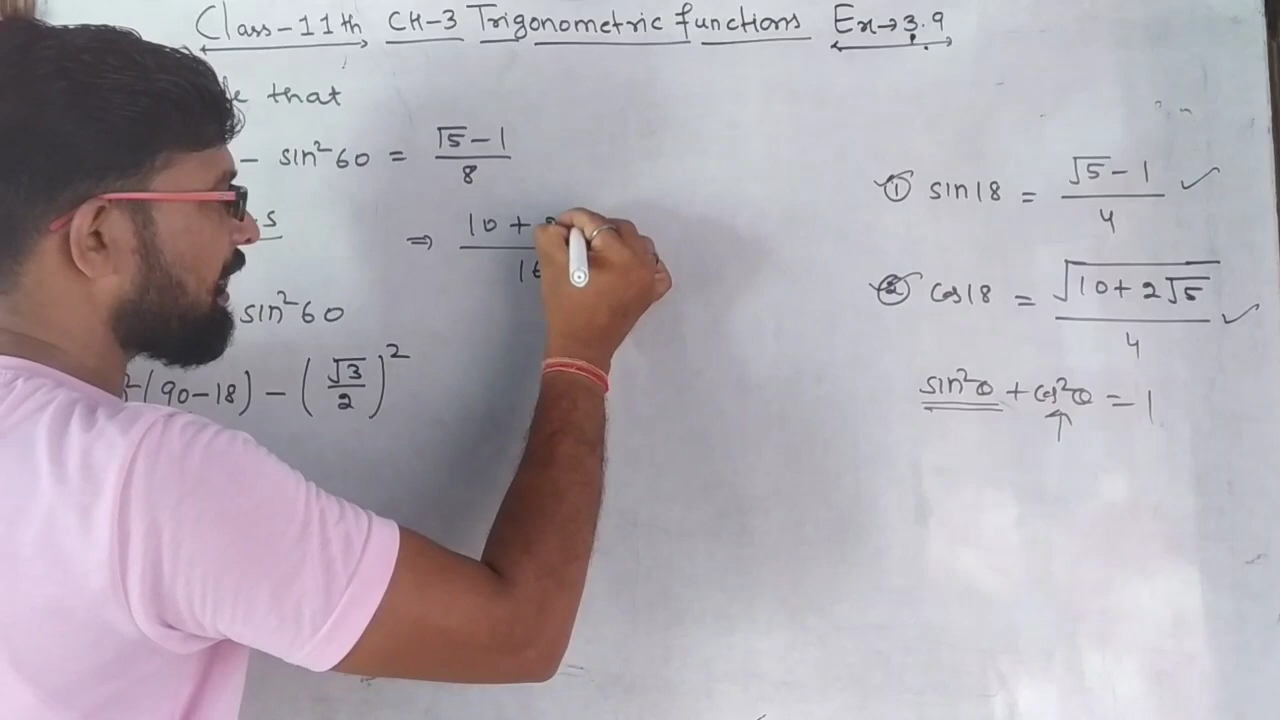 Class-11th CH-3 Trigonometric functions Ex→3.9
that
- sin²60 = (√5-1)/8
s
⇒ 10+
sin²60
²(90-18) - (√3/2)²
① sin18 = (√5-1)/4 ✓
② cos18 = √(10+2√5)/4 ✓
sin²θ + cos²θ = 1
↑